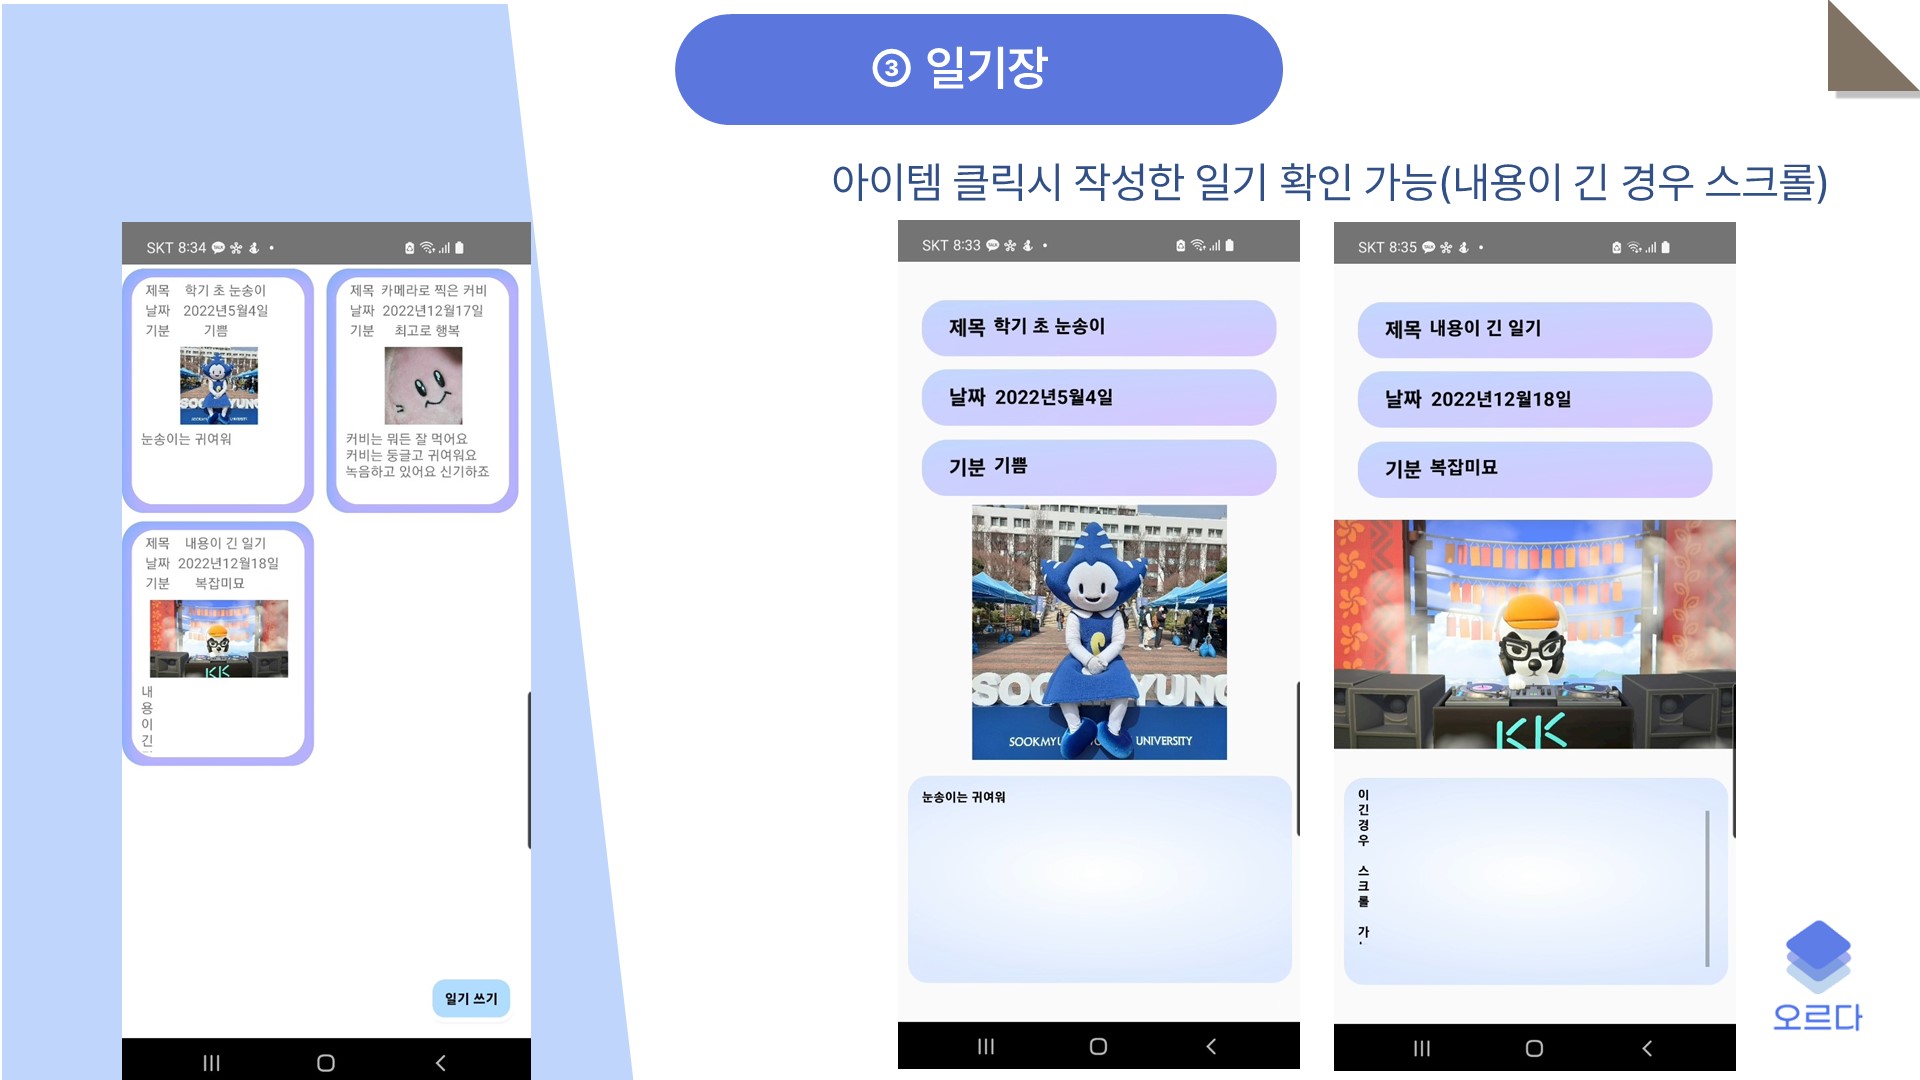 ③ 일기장
아이템 클릭시 작성한 일기 확인 가능(내용이 긴 경우 스크롤)
SKT 8:34
제목 학기 초 눈송이
날짜 2022년5월4일
기분 기쁨
SOO YUNG
눈송이는 귀여워
제목 카메라로 찍은 커비
날짜 2022년12월17일
기분 최고로 행복
커비는 뭐든 잘 먹어요
커비는 둥글고 귀여워요
녹음하고 있어요 신기하죠
제목 내용이 긴 일기
날짜 2022년12월18일
기분 복잡미묘
KK
내
용
이
긴
일기 쓰기
SKT 8:33
제목 학기 초 눈송이
날짜 2022년5월4일
기분 기쁨
SOO YUNG
SOOKMYU UNIVERSITY
눈송이는 귀여워
SKT 8:35
제목 내용이 긴 일기
날짜 2022년12월18일
기분 복잡미묘
KK
이
긴
경
우
스
크
롤
가
오르다